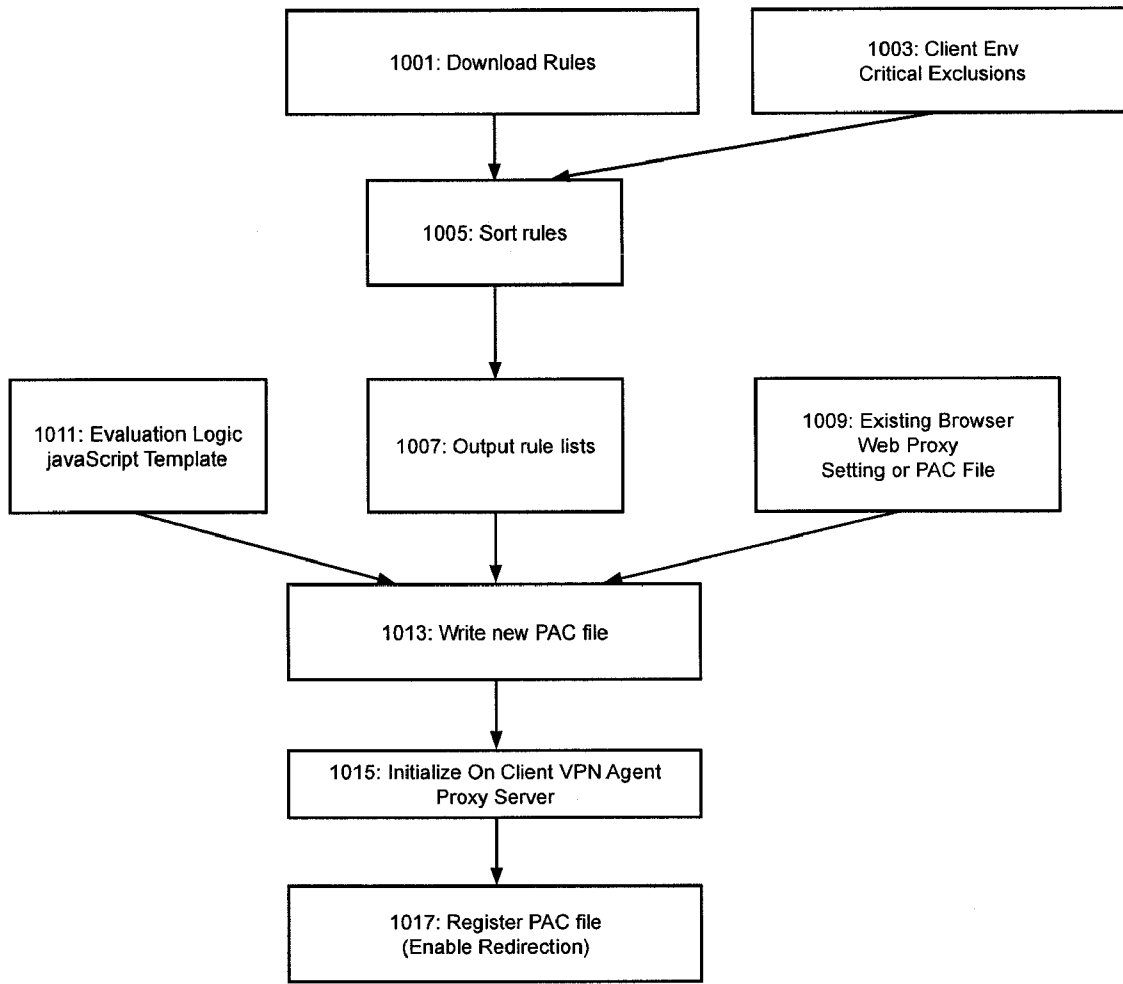 1001: Download Rules
1003: Client Env
Critical Exclusions
1005: Sort rules
1011: Evaluation Logic
javaScript Template
1007: Output rule lists
1009: Existing Browser
Web Proxy
Setting or PAC File
1013: Write new PAC file
1015: Initialize On Client VPN Agent
Proxy Server
1017: Register PAC file
(Enable Redirection)